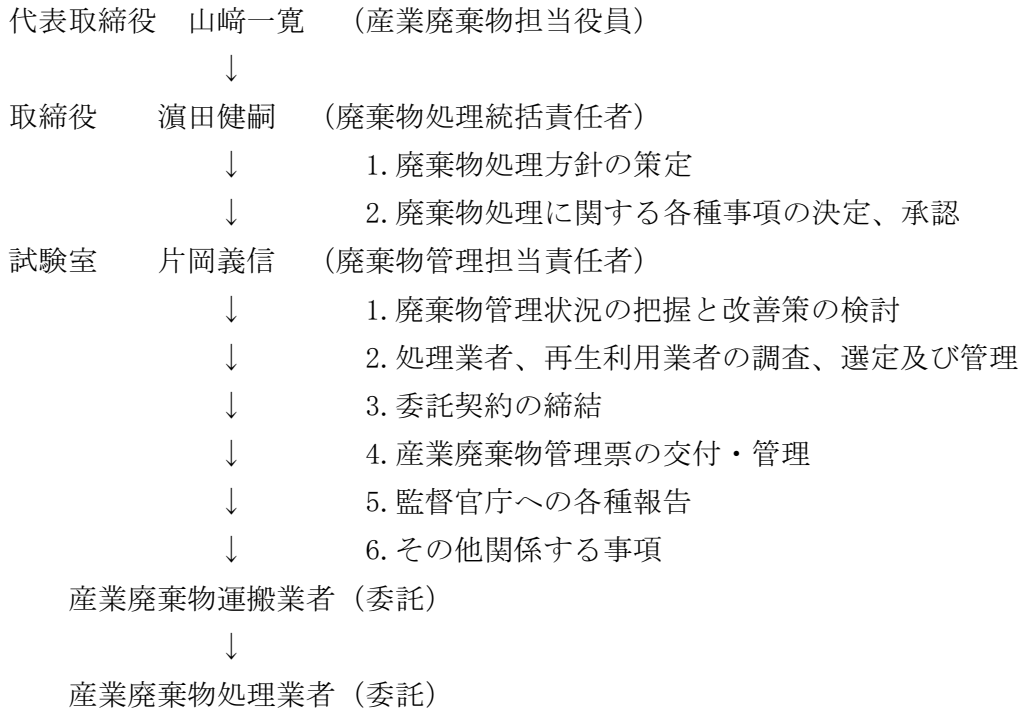 代表取締役　山﨑一寛　（産業廃棄物担当役員）
↓
取締役　　濵田健嗣　（廃棄物処理統括責任者）
↓　　　　1.廃棄物処理方針の策定
↓　　　　2.廃棄物処理に関する各種事項の決定、承認
試験室　　片岡義信　（廃棄物管理担当責任者）
↓　　　　1.廃棄物管理状況の把握と改善策の検討
↓　　　　2.処理業者、再生利用業者の調査、選定及び管理
↓　　　　3.委託契約の締結
↓　　　　4.産業廃棄物管理票の交付・管理
↓　　　　5.監督官庁への各種報告
↓　　　　6.その他関係する事項
産業廃棄物運搬業者（委託）
↓
産業廃棄物処理業者（委託）